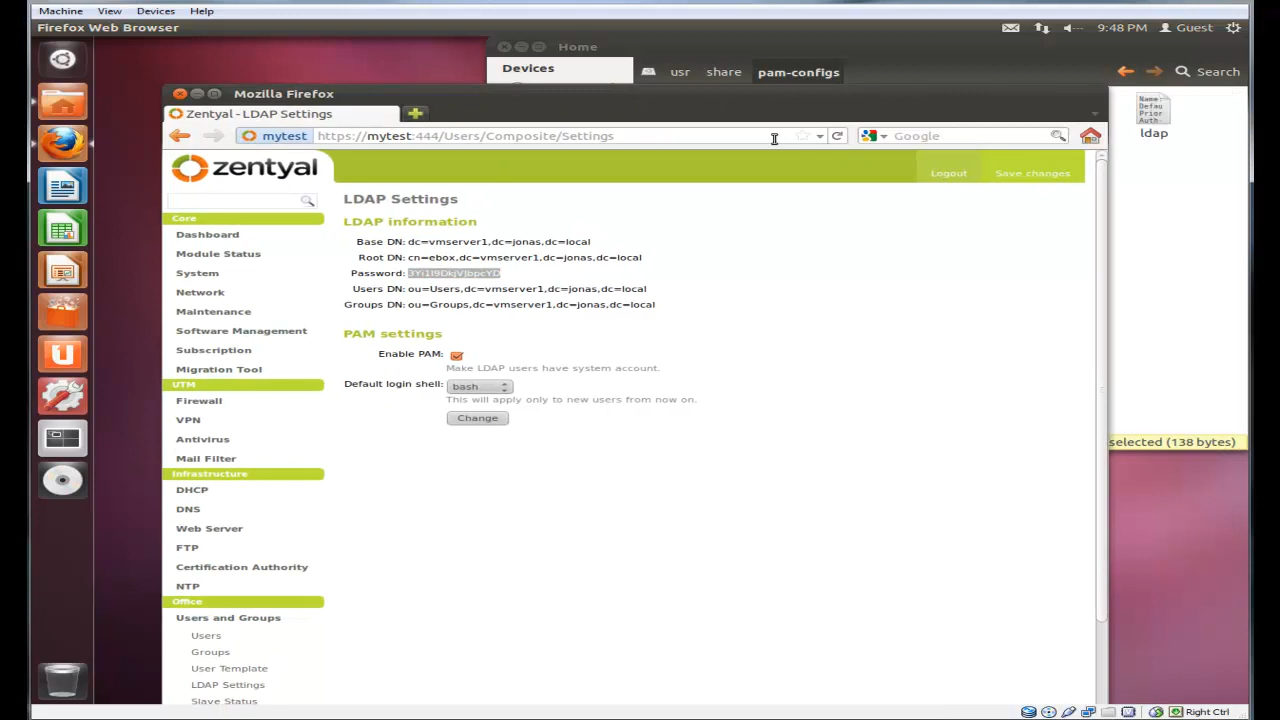 Machine View Devices Help
Firefox Web Browser 9:48 PM Guest
Home
Devices usr share pam-configs Search
Mozilla Firefox
Zentyal - LDAP Settings
mytest https://mytest:444/Users/Composite/Settings Google
Name:
Defau
Prior
Auth-
ldap
zentyal
Logout Save changes
LDAP Settings
Core LDAP information
Dashboard Base DN: dc=vmserver1,dc=jonas,dc=local
Module Status Root DN: cn=ebox,dc=vmserver1,dc=jonas,dc=local
System Password:
Network Users DN: ou=Users,dc=vmserver1,dc=jonas,dc=local
Maintenance Groups DN: ou=Groups,dc=vmserver1,dc=jonas,dc=local
Software Management PAM settings
Subscription Enable PAM:
Migration Tool Make LDAP users have system account.
UTM Default login shell: bash
Firewall This will apply only to new users from now on.
VPN Change
Antivirus selected (138 bytes)
Mail Filter
Infrastructure
DHCP
DNS
Web Server
FTP
Certification Authority
NTP
Office
Users and Groups
Users
Groups
User Template
LDAP Settings
Slave Status
Right Ctrl